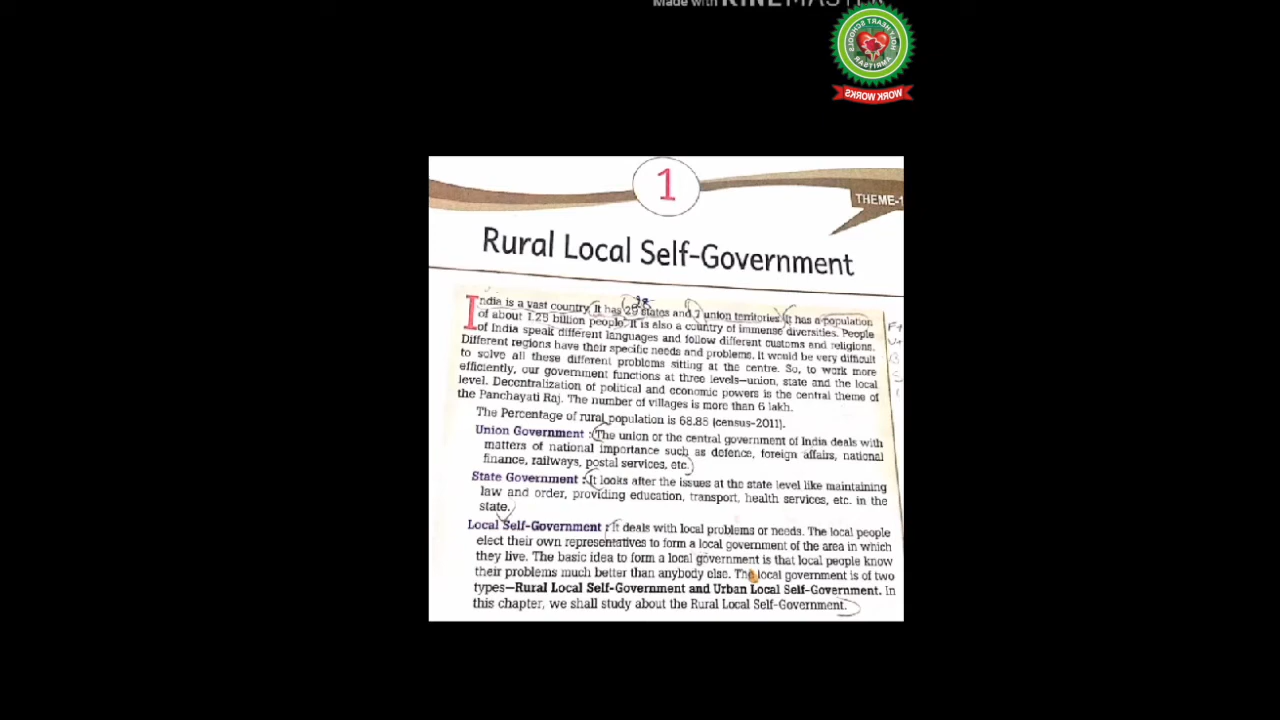 Made with KINEMASTER
HOLY HEART SCHOOLS
AMRITSAR
WORK WORKS
1
THEME-1
Rural Local Self-Government
28
India is a vast country. It has 29 states and 7 union territories. It has a population
of about 1.25 billion people. It is also a country of immense diversities. People
of India speak different languages and follow different customs and religions.
Different regions have their specific needs and problems. It would be very difficult
to solve all these different problems sitting at the centre. So, to work more
efficiently, our government functions at three levels—union, state and the local
level. Decentralization of political and economic powers is the central theme of
the Panchayati Raj. The number of villages is more than 6 lakh.
The Percentage of rural population is 68.85 (census-2011).
Union Government : The union or the central government of India deals with
matters of national importance such as defence, foreign affairs, national
finance, railways, postal services, etc.
State Government : It looks after the issues at the state level like maintaining
law and order, providing education, transport, health services, etc. in the
state.
Local Self-Government : It deals with local problems or needs. The local people
elect their own representatives to form a local government of the area in which
they live. The basic idea to form a local government is that local people know
their problems much better than anybody else. The local government is of two
types—Rural Local Self-Government and Urban Local Self-Government. In
this chapter, we shall study about the Rural Local Self-Government.